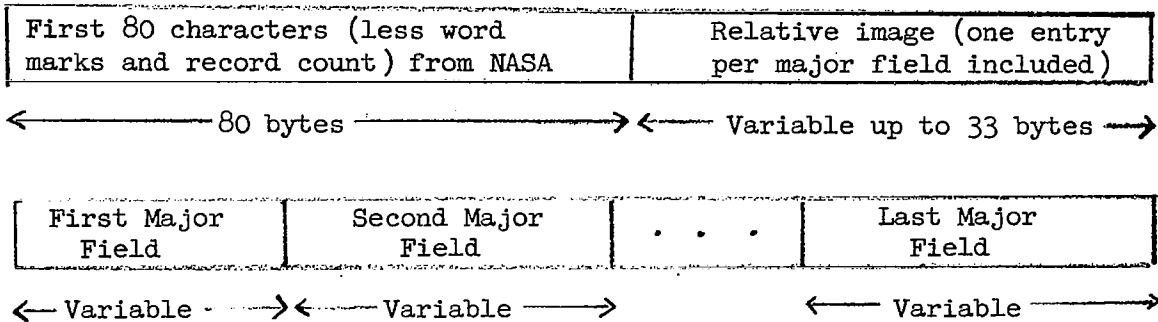 First 80 characters (less word
marks and record count) from NASA
Relative image (one entry
per major field included)
80 bytes
Variable up to 33 bytes
First Major
Field
Second Major
Field
. . .
Last Major
Field
Variable
Variable
Variable